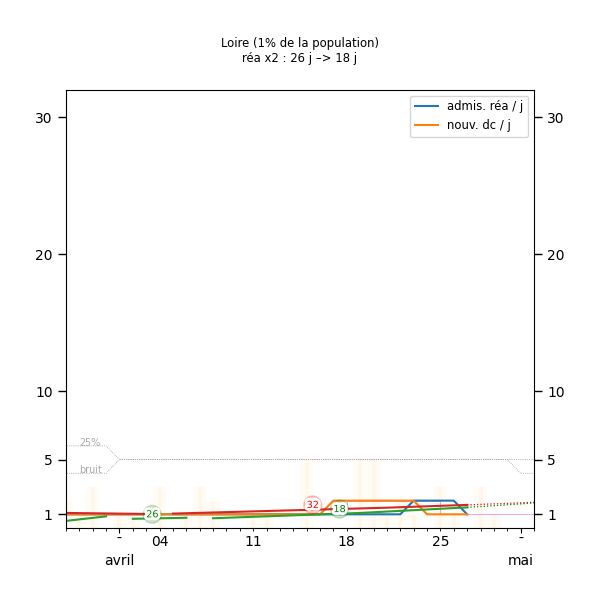 Loire (1% de la population)
réa x2 : 26 j –> 18 j
admis. réa / j
nouv. dc / j
30 30
20 20
10 10
25%
5 5
bruit
32
26 18
1 1
- 04 11 18 25 -
avril mai